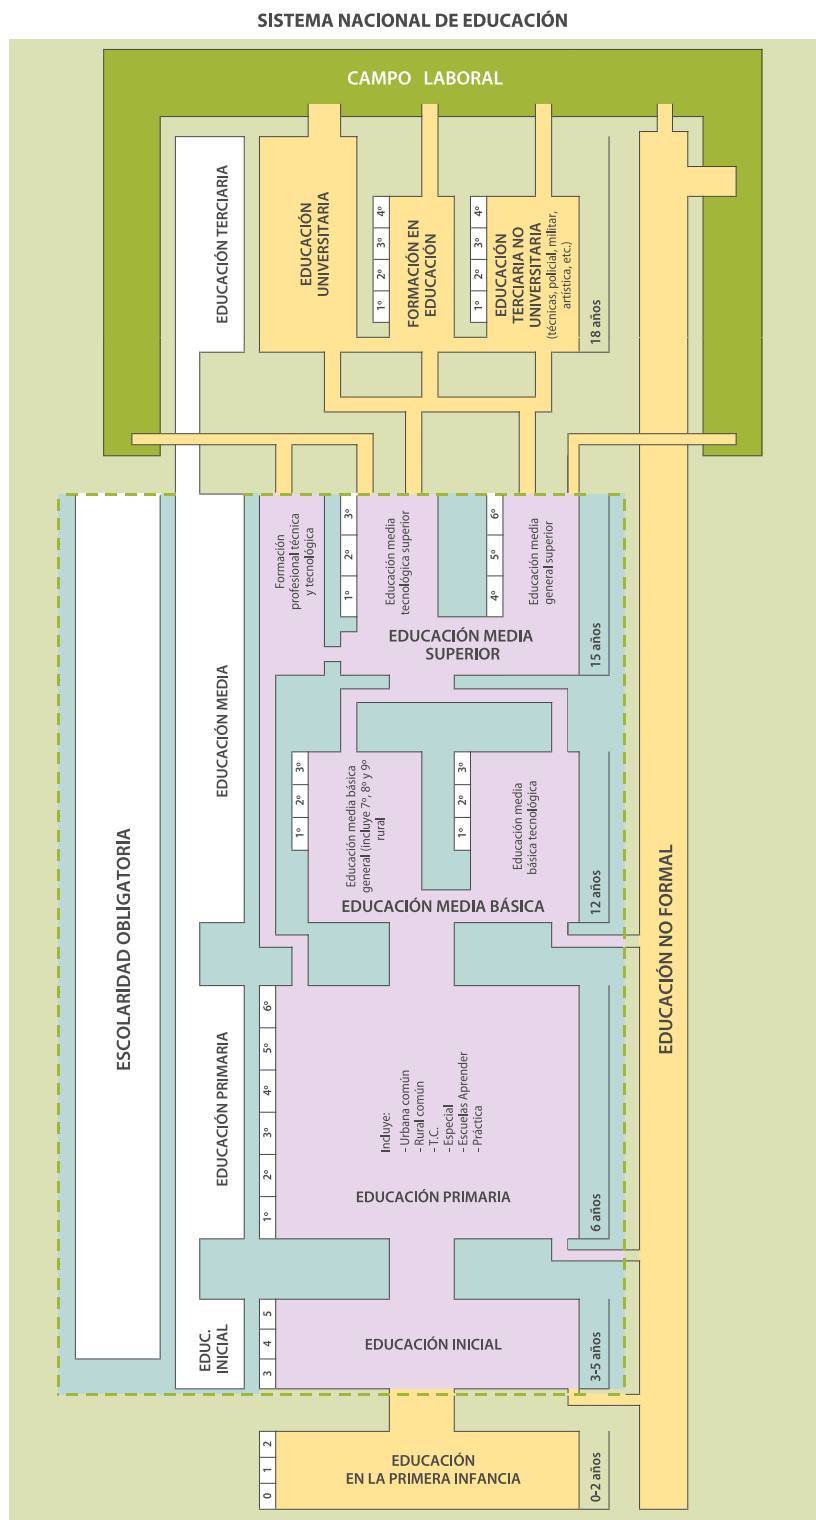 SISTEMA NACIONAL DE EDUCACIÓN
CAMPO LABORAL
EDUCACIÓN TERCIARIA
EDUCACIÓN
UNIVERSITARIA
1º 2º 3º 4º
FORMACIÓN EN
EDUCACIÓN
1º 2º 3º 4º
EDUCACIÓN
TERCIARIA NO
UNIVERSITARIA
(técnicas, policial, militar,
artística, etc.)
18 años
ESCOLARIDAD OBLIGATORIA
EDUCACIÓN MEDIA
Formación
profesional técnica
y tecnológica
1º 2º 3º
Educación media
tecnológica superior
4º 5º 6º
Educación media
general superior
EDUCACIÓN MEDIA
SUPERIOR
15 años
1º 2º 3º
Educación media básica
general (incluye 7º, 8º y 9º
rural
1º 2º 3º
Educación media
básica tecnológica
EDUCACIÓN MEDIA BÁSICA
12 años
EDUCACIÓN NO FORMAL
EDUCACIÓN PRIMARIA
1º 2º 3º 4º 5º 6º
Incluye:
- Urbana común
- Rural común
- T.C.
- Especial
- Escuelas Aprender
- Práctica
EDUCACIÓN PRIMARIA
6 años
EDUC.
INICIAL
3 4 5
EDUCACIÓN INICIAL
3-5 años
0 1 2
EDUCACIÓN
EN LA PRIMERA INFANCIA
0-2 años